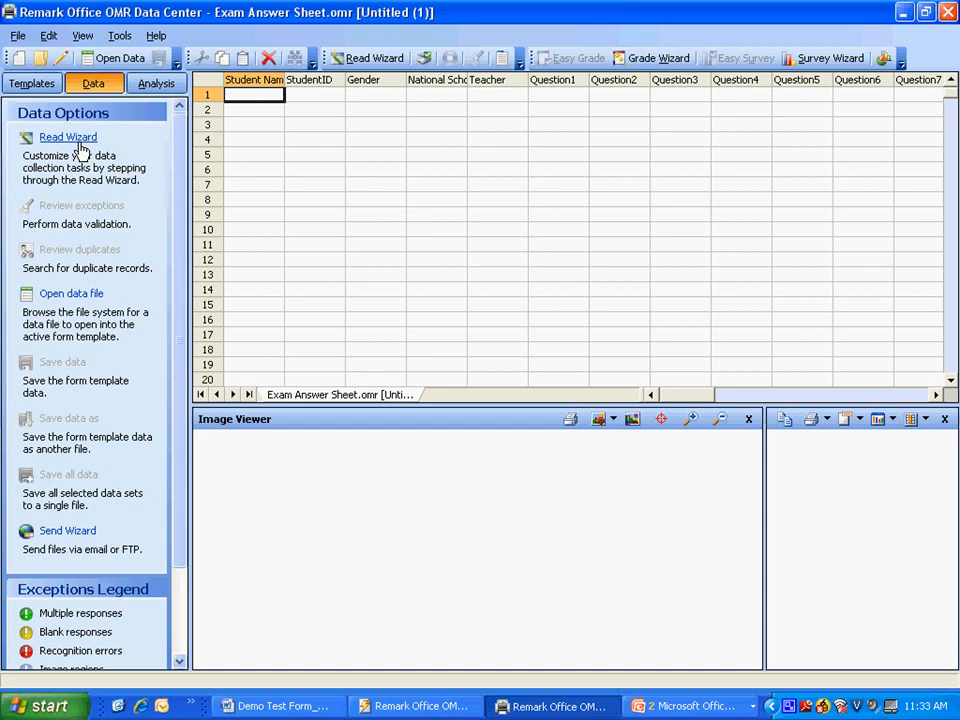 Remark Office OMR Data Center - Exam Answer Sheet.omr [Untitled (1)]
File Edit View Tools Help
Open Data Read Wizard Easy Grade Grade Wizard Easy Survey Survey Wizard
Templates Data Analysis
Student Nam StudentID Gender National Scho Teacher Question1 Question2 Question3 Question4 Question5 Question6 Question7
1
2
3
4
5
6
7
8
9
10
11
12
13
14
15
16
17
18
19
20
Data Options
Read Wizard
Customize your data
collection tasks by stepping
through the Read Wizard.
Review exceptions
Perform data validation.
Review duplicates
Search for duplicate records.
Open data file
Browse the file system for a
data file to open into the
active form template.
Save data
Save the form template
data.
Save data as
Save the form template data
as another file.
Save all data
Save all selected data sets
to a single file.
Send Wizard
Send files via email or FTP.
Exceptions Legend
Multiple responses
Blank responses
Recognition errors
Image regions
Exam Answer Sheet.omr [Unti...
Image Viewer
start
Demo Test Form_...
Remark Office OM...
Remark Office OM...
2 Microsoft Offic...
11:33 AM